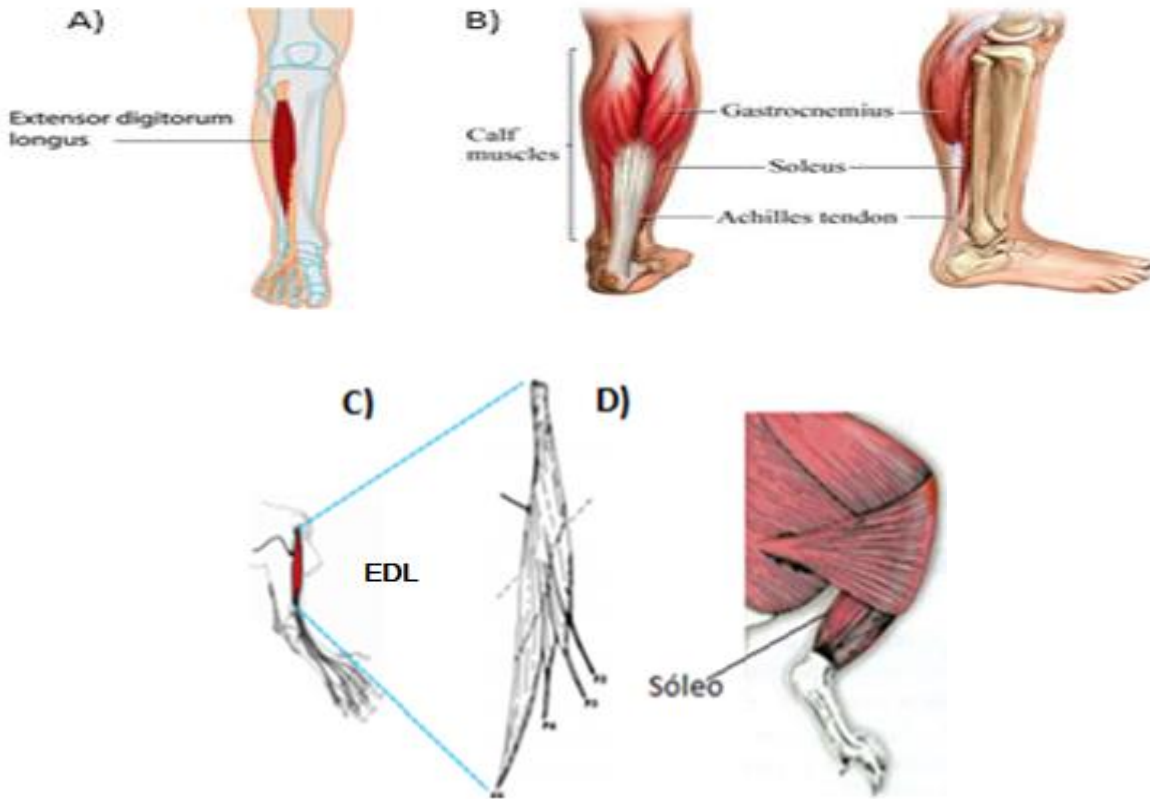 A)
Extensor digitorum
longus
B)
Calf
muscles
Gastrocnemius
Soleus
Achilles tendon
C)
EDL
D)
Sóleo